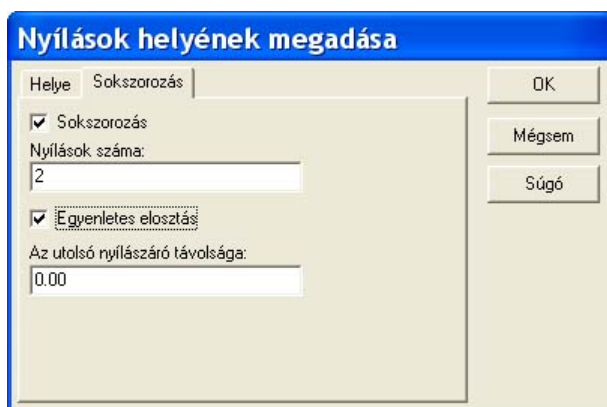 Nyílások helyének megadása
Helye Sokszorozás
OK
Sokszorozás
Mégsem
Nyílások száma:
2
Súgó
Egyenletes elosztás
Az utolsó nyílászáró távolsága:
0.00